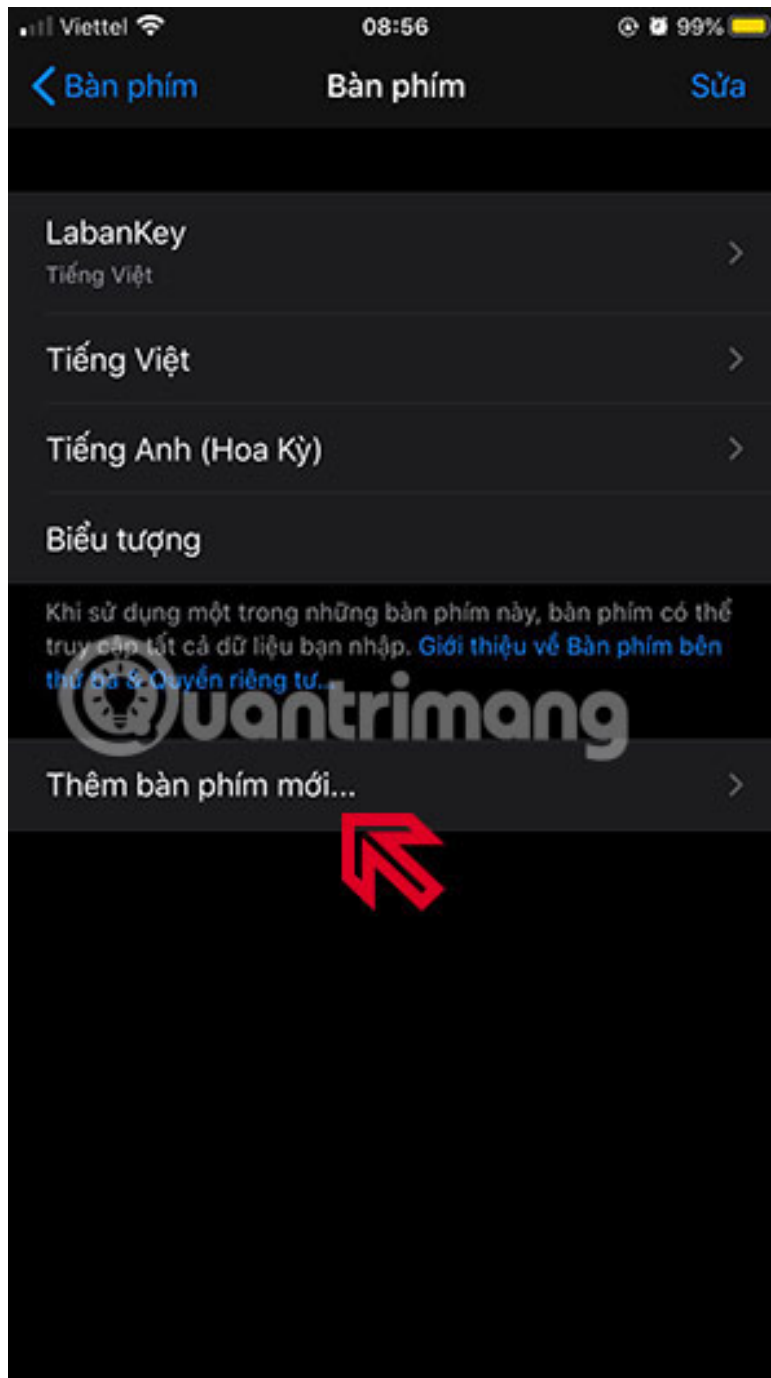 Viettel 08:56 99%
Bàn phím Bàn phím Sửa
LabanKey
Tiếng Việt
Tiếng Việt
Tiếng Anh (Hoa Kỳ)
Biểu tượng
Khi sử dụng một trong những bàn phím này, bàn phím có thể
truy cập tất cả dữ liệu bạn nhập. Giới thiệu về Bàn phím bên
thứ ba & Quyền riêng tư...
Quantrimang
Thêm bàn phím mới...